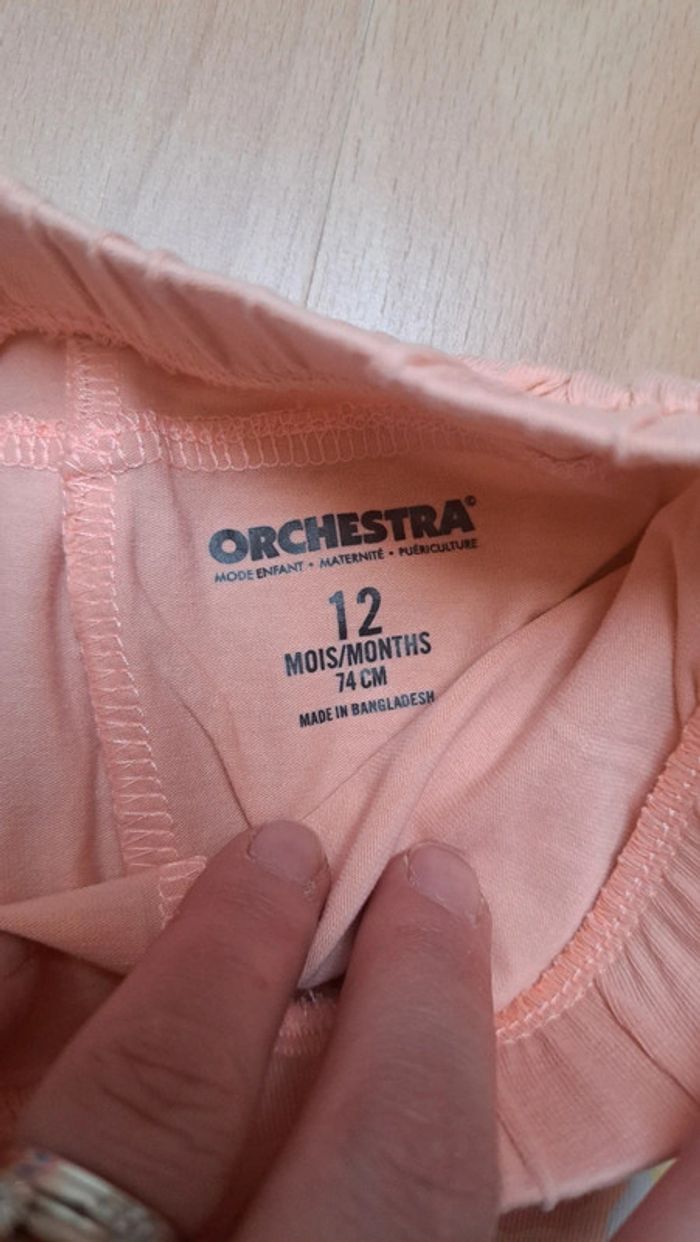 ORCHESTRA©
MODE ENFANT • MATERNITÉ • PUÉRICULTURE
12
MOIS/MONTHS
74 CM
MADE IN BANGLADESH